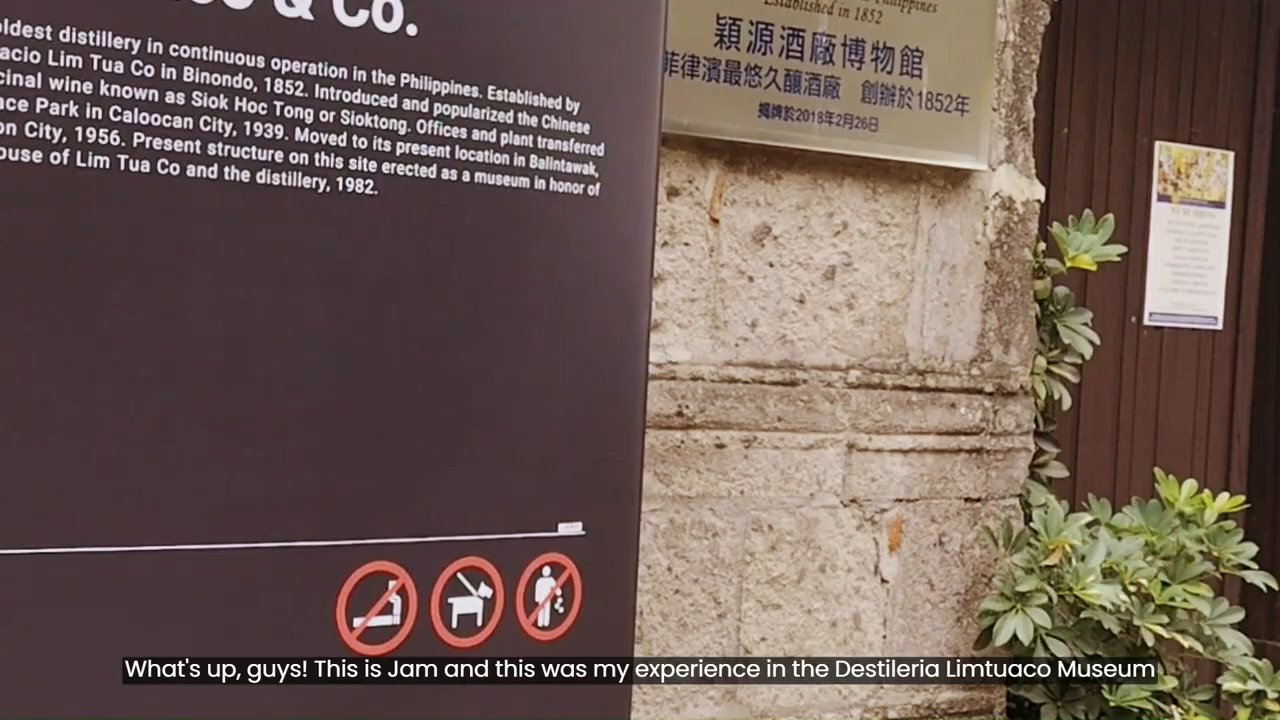 & Co.
oldest distillery in continuous operation in the Philippines. Established by
acio Lim Tua Co in Binondo, 1852. Introduced and popularized the Chinese
cinal wine known as Siok Hoc Tong or Sioktong. Offices and plant transferred
ace Park in Caloocan City, 1939. Moved to its present location in Balintawak,
on City, 1956. Present structure on this site erected as a museum in honor of
ouse of Lim Tua Co and the distillery, 1982.
Philippines
Established in 1852
穎源酒廠博物館
菲律濱最悠久釀酒廠 創辦於1852年
揭牌於2018年2月26日
WE'RE HIRING
What's up, guys! This is Jam and this was my experience in the Destileria Limtuaco Museum